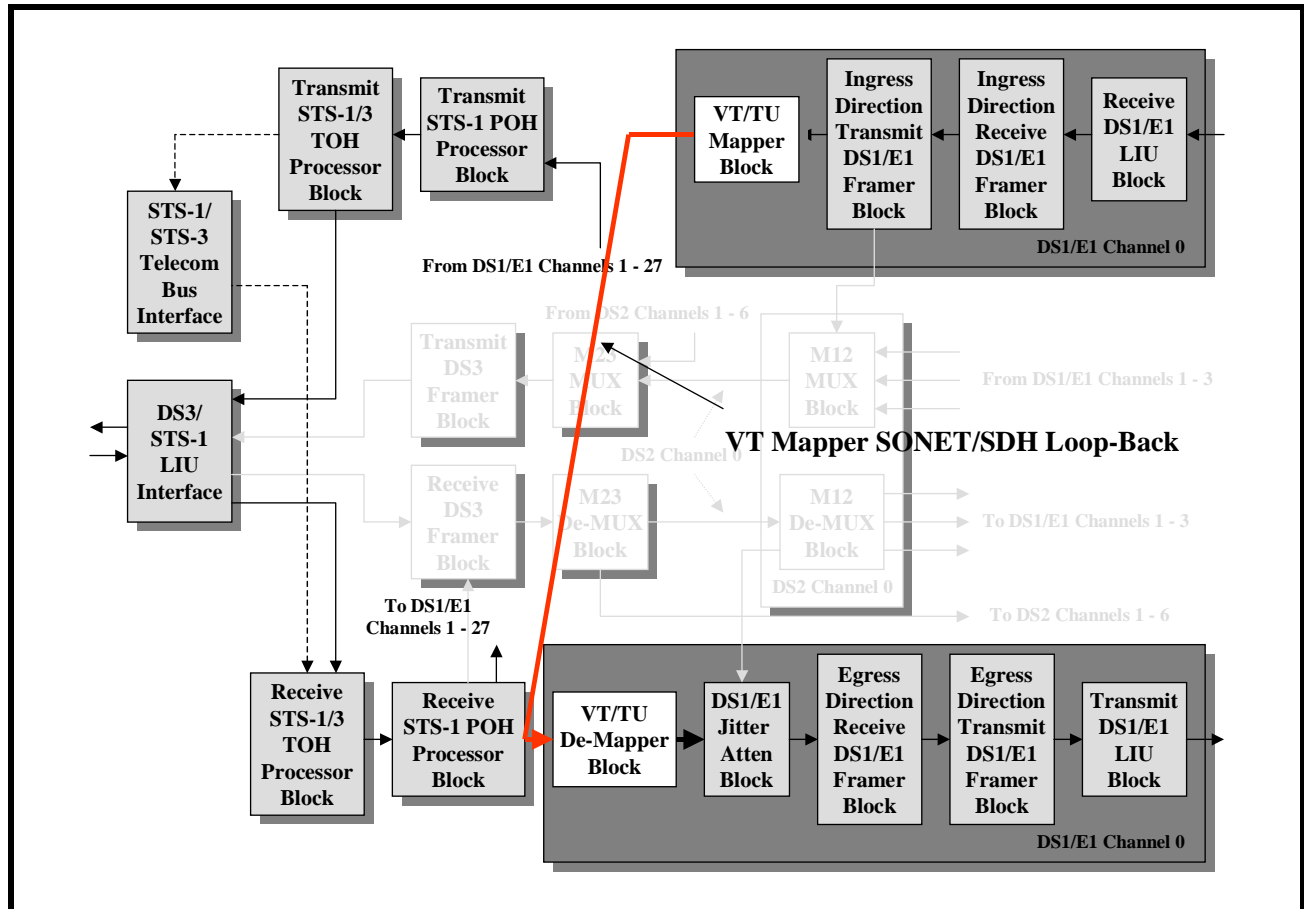 Transmit
STS-1/3
TOH
Processor
Block
Transmit
STS-1 POH
Processor
Block
VT/TU
Mapper
Block
Ingress
Direction
Transmit
DS1/E1
Framer
Block
Ingress
Direction
Receive
DS1/E1
Framer
Block
Receive
DS1/E1
LIU
Block
DS1/E1 Channel 0
STS-1/
STS-3
Telecom
Bus
Interface
From DS1/E1 Channels 1 - 27
From DS2 Channels 1 - 6
Transmit
DS3
Framer
Block
M23
MUX
Block
M12
MUX
Block
From DS1/E1 Channels 1 - 3
DS3/
STS-1
LIU
Interface
VT Mapper SONET/SDH Loop-Back
DS2 Channel 0
Receive
DS3
Framer
Block
M23
De-MUX
Block
M12
De-MUX
Block
DS2 Channel 0
To DS1/E1 Channels 1 - 3
To DS2 Channels 1 - 6
To DS1/E1
Channels 1 - 27
Receive
STS-1/3
TOH
Processor
Block
Receive
STS-1 POH
Processor
Block
VT/TU
De-Mapper
Block
DS1/E1
Jitter
Atten
Block
Egress
Direction
Receive
DS1/E1
Framer
Block
Egress
Direction
Transmit
DS1/E1
Framer
Block
Transmit
DS1/E1
LIU
Block
DS1/E1 Channel 0